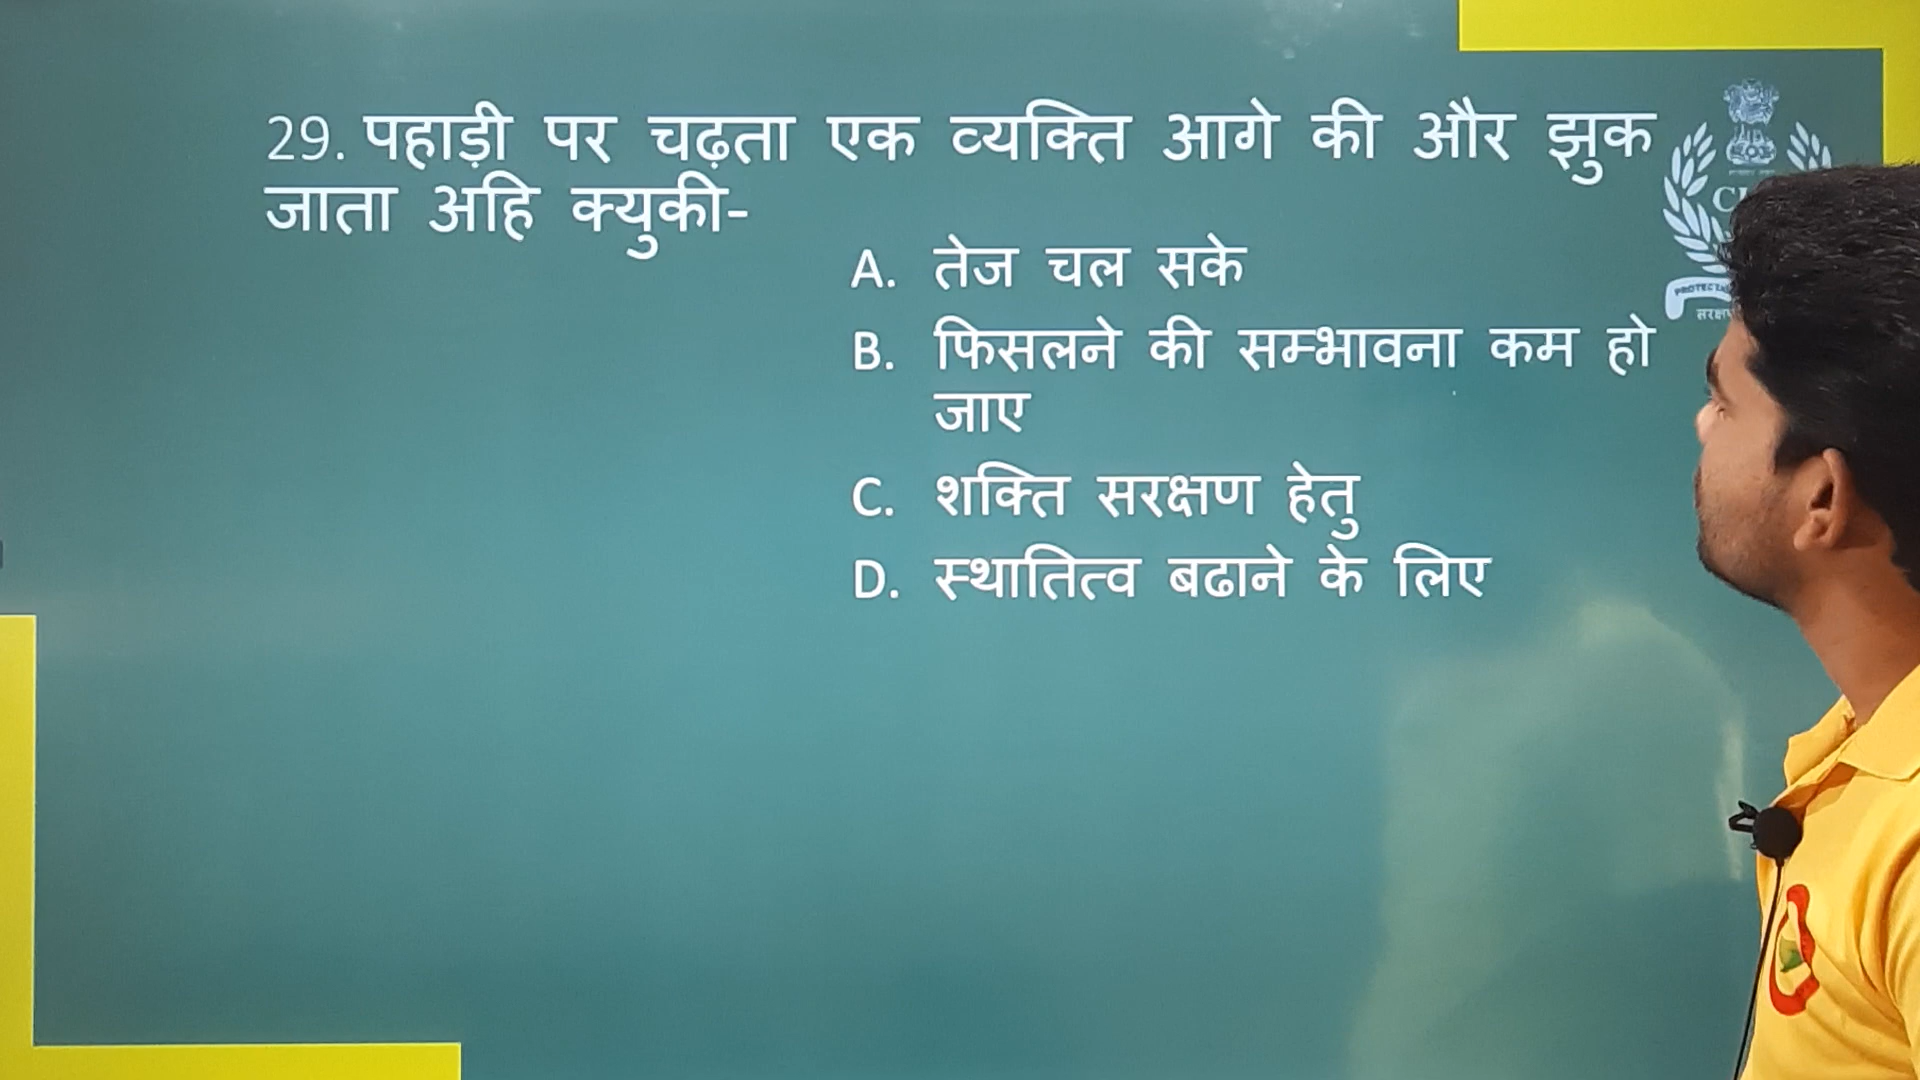 29. पहाड़ी पर चढ़ता एक व्यक्ति आगे की और झुक
जाता अहि क्युकी-
A. तेज चल सके
B. फिसलने की सम्भावना कम हो
जाए
C. शक्ति सरक्षण हेतु
D. स्थातित्व बढाने के लिए